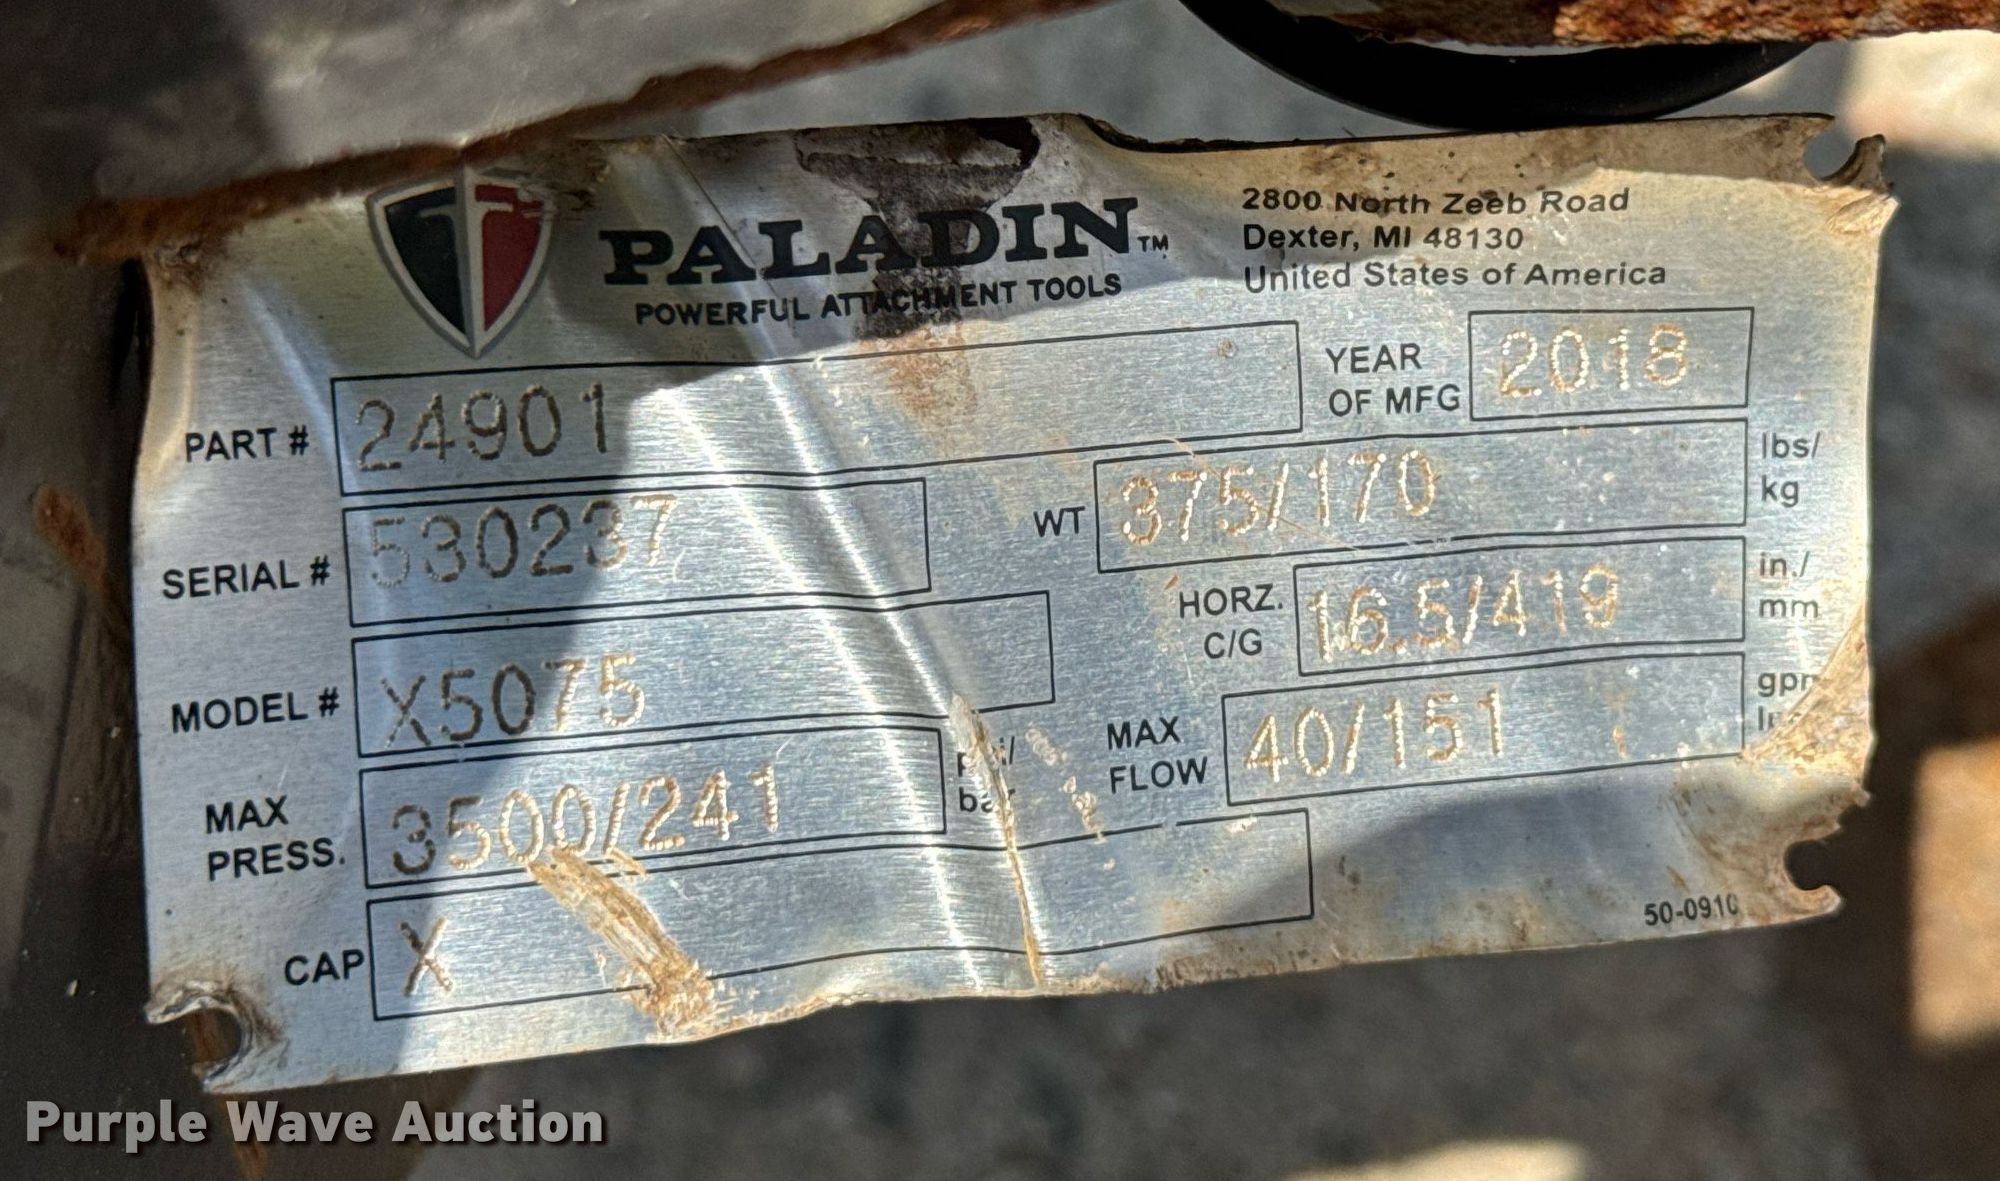 PALADIN™
POWERFUL ATTACHMENT TOOLS
2800 North Zeeb Road
Dexter, MI 48130
United States of America
PART # 24901
YEAR OF MFG 2018
SERIAL # 530237
WT 375/170 lbs/ kg
MODEL # X5075
HORZ. C/G 16.5/419 in./ mm
MAX PRESS. 3500/241 psi/ bar
MAX FLOW 40/151
CAP X
50-0910
Purple Wave Auction